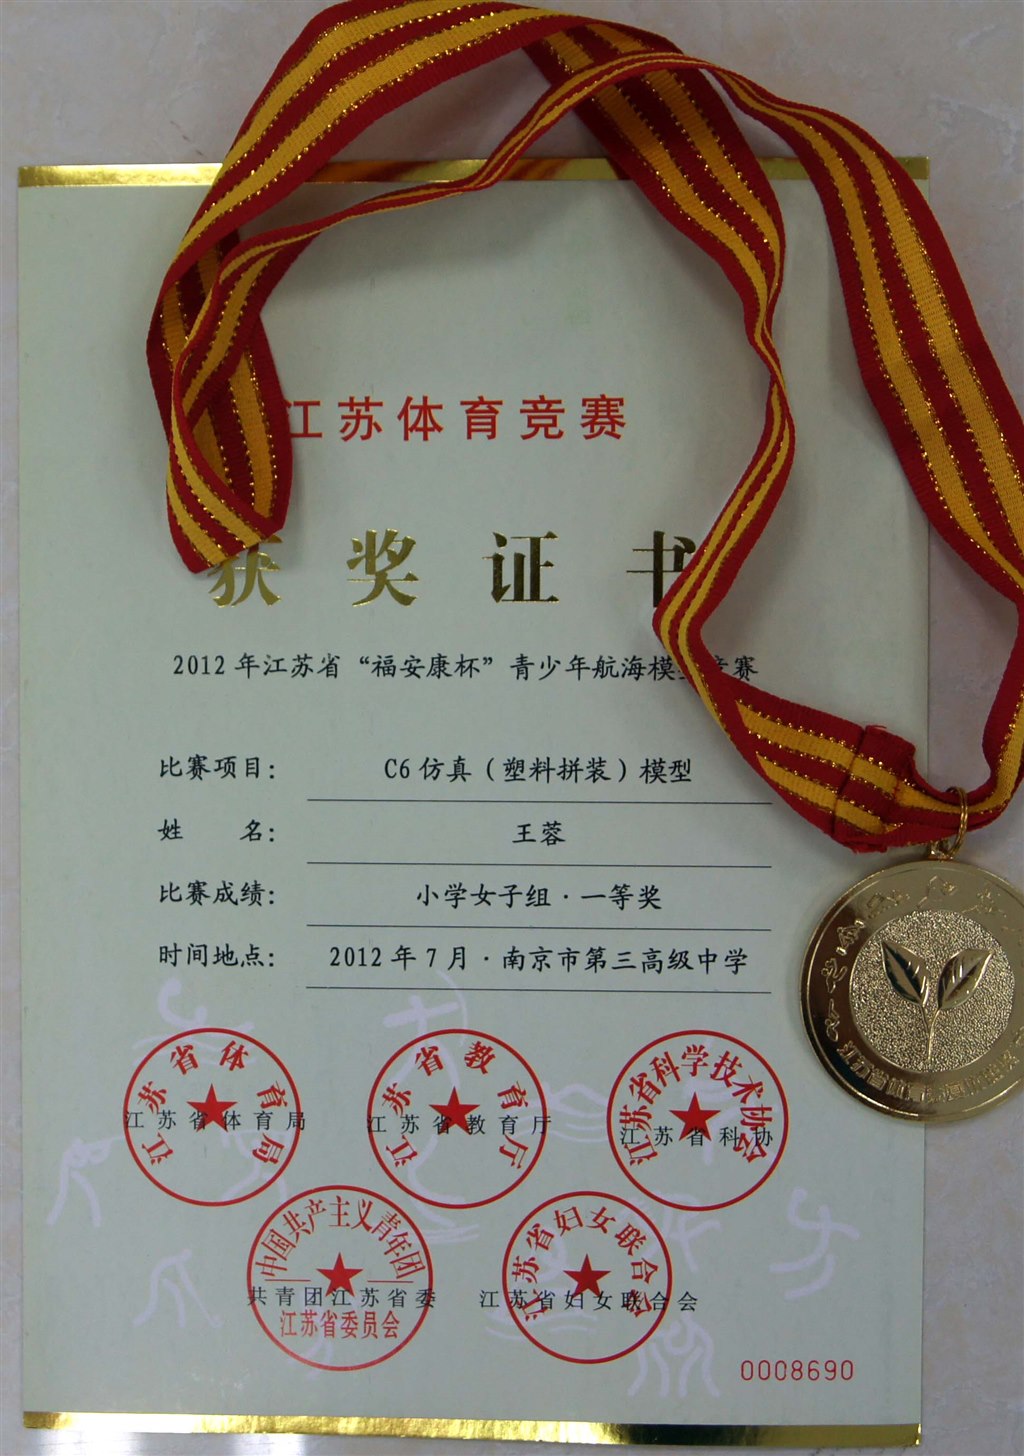 江苏体育竞赛
获奖证书
2012年江苏省“福安康杯”青少年航海模型竞赛
比赛项目： C6仿真（塑料拼装）模型
姓 名： 王蓉
比赛成绩： 小学女子组·一等奖
时间地点： 2012年7月·南京市第三高级中学
江苏省体育局
江苏省体育局
江苏省教育厅
江苏省教育厅
江苏省科学技术协会
江苏省科协
中国共产主义青年团
共青团江苏省委
江苏省委员会
江苏省妇女联合会
江苏省妇女联合会
0008690